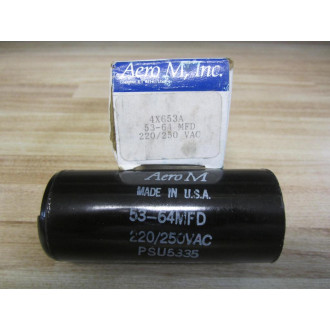 Aero M, Inc.
4X653A
53-64 MFD
220/250 VAC
Aero M
MADE IN U.S.A.
53-64MFD
220/250VAC
PSU5335